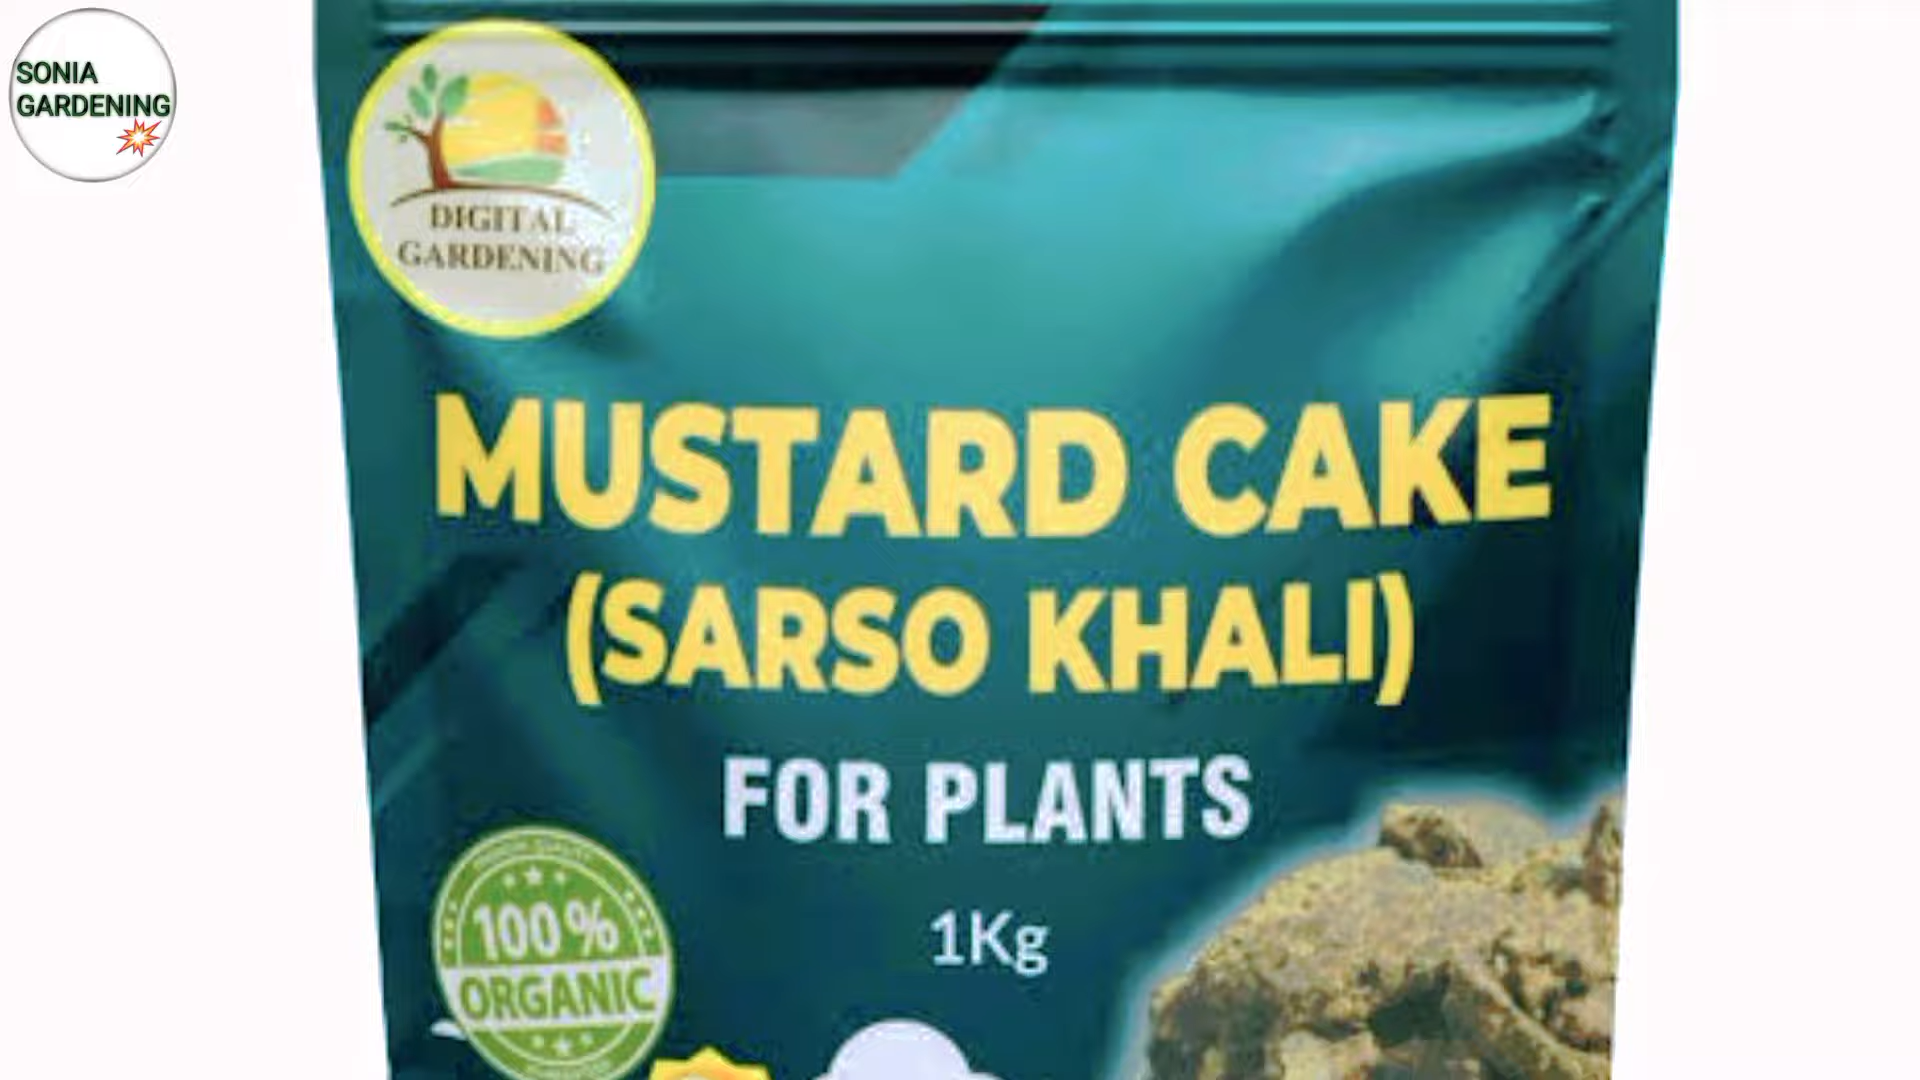 SONIA
GARDENING
DIGITAL
GARDENING
MUSTARD CAKE
(SARSO KHALI)
FOR PLANTS
1Kg
100%
ORGANIC